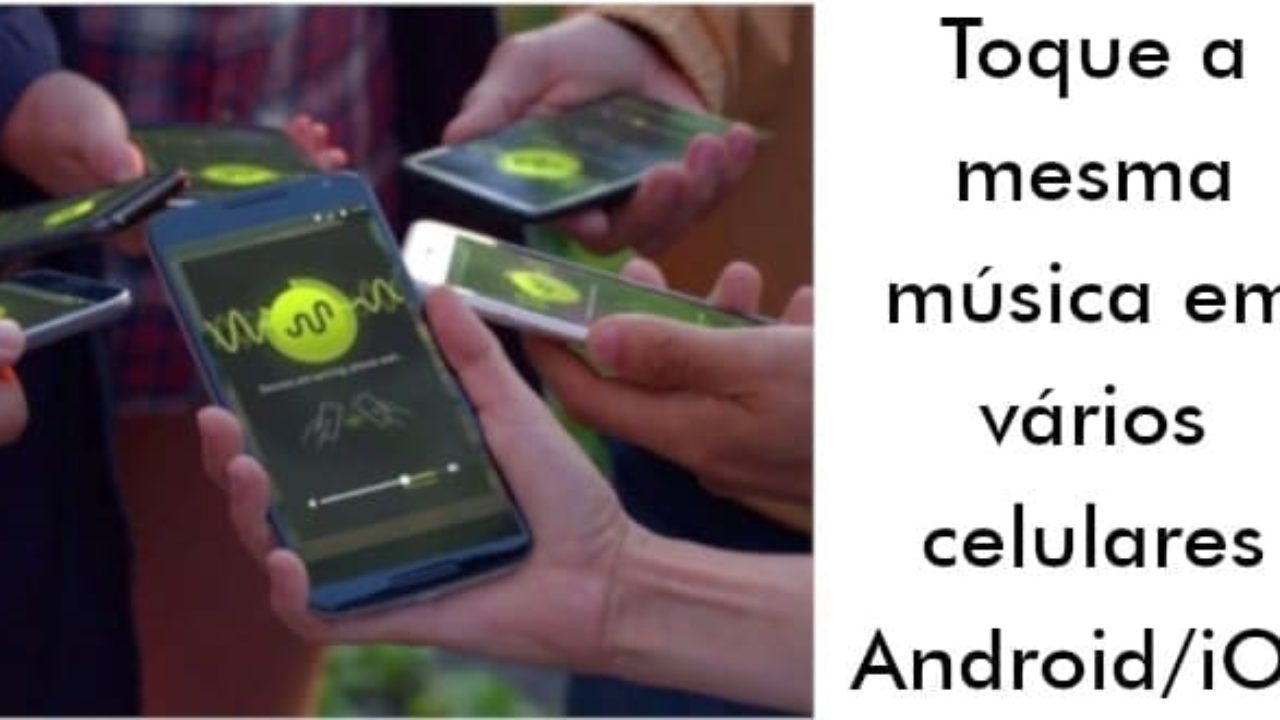 Toque a
mesma
música em
vários
celulares
Android/iO